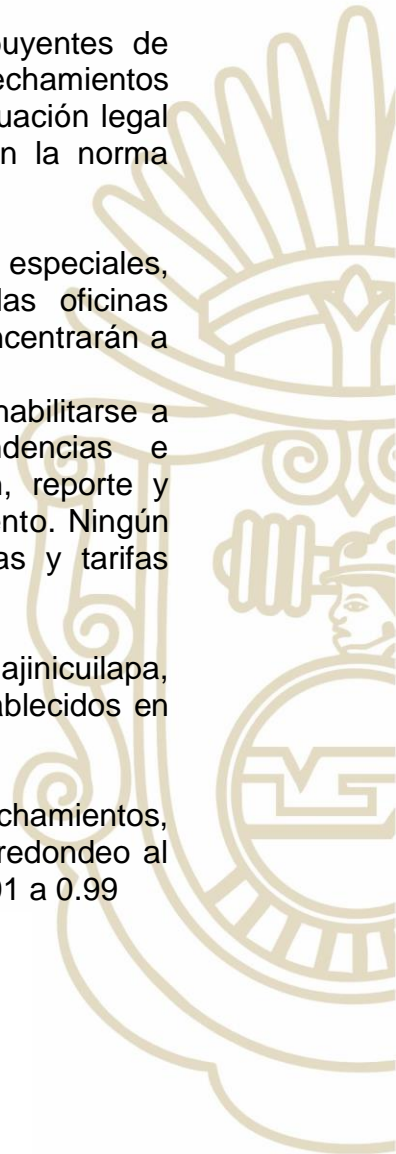 buyentes de
echamientos
uación legal
n la norma
especiales,
las oficinas
ncentrarán a
habilitarse a
ndencias e
n, reporte y
ento. Ningún
as y tarifas
ajinicuilapa,
ablecidos en
chamientos,
redondeo al
01 a 0.99